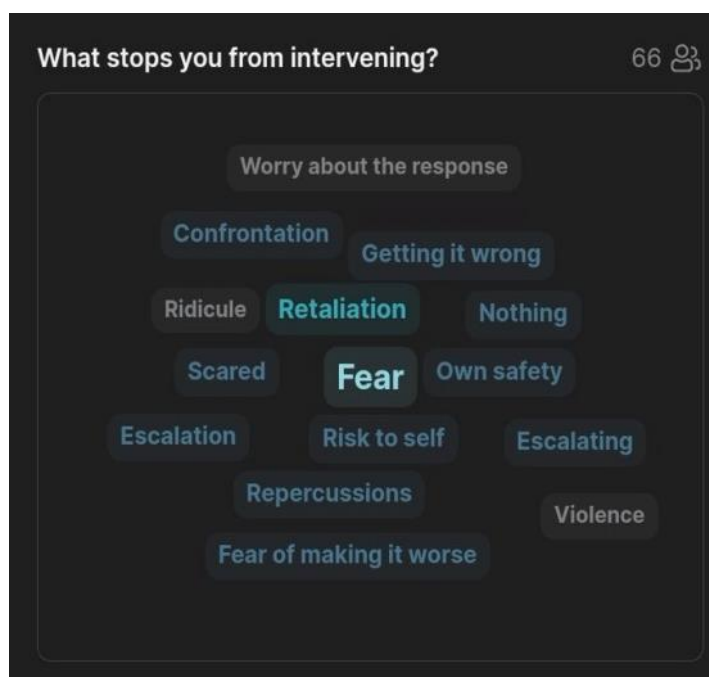 What stops you from intervening? 66
Worry about the response
Confrontation
Getting it wrong
Ridicule Retaliation Nothing
Scared Fear Own safety
Escalation Risk to self Escalating
Repercussions
Violence
Fear of making it worse